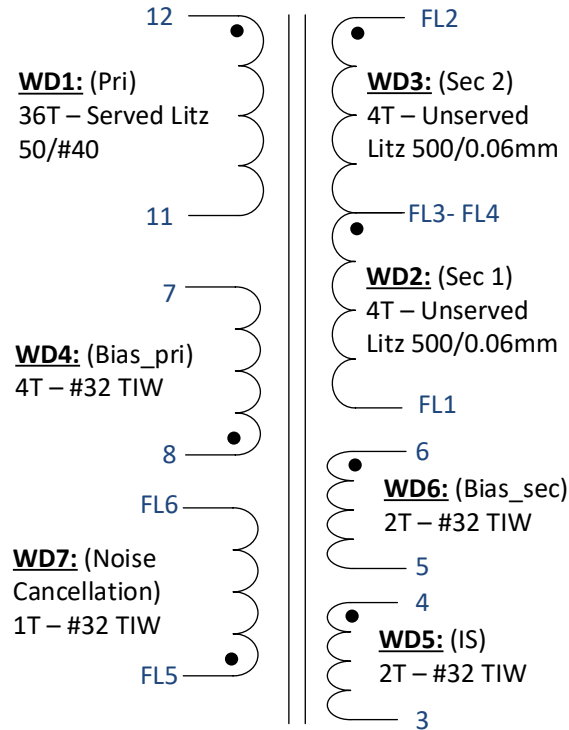 12
WD1: (Pri)
36T – Served Litz
50/#40
11
7
WD4: (Bias_pri)
4T – #32 TIW
8
FL6
WD7: (Noise
Cancellation)
1T – #32 TIW
FL5
FL2
WD3: (Sec 2)
4T – Unserved
Litz 500/0.06mm
FL3- FL4
WD2: (Sec 1)
4T – Unserved
Litz 500/0.06mm
FL1
6
WD6: (Bias_sec)
2T – #32 TIW
5
4
WD5: (IS)
2T – #32 TIW
3